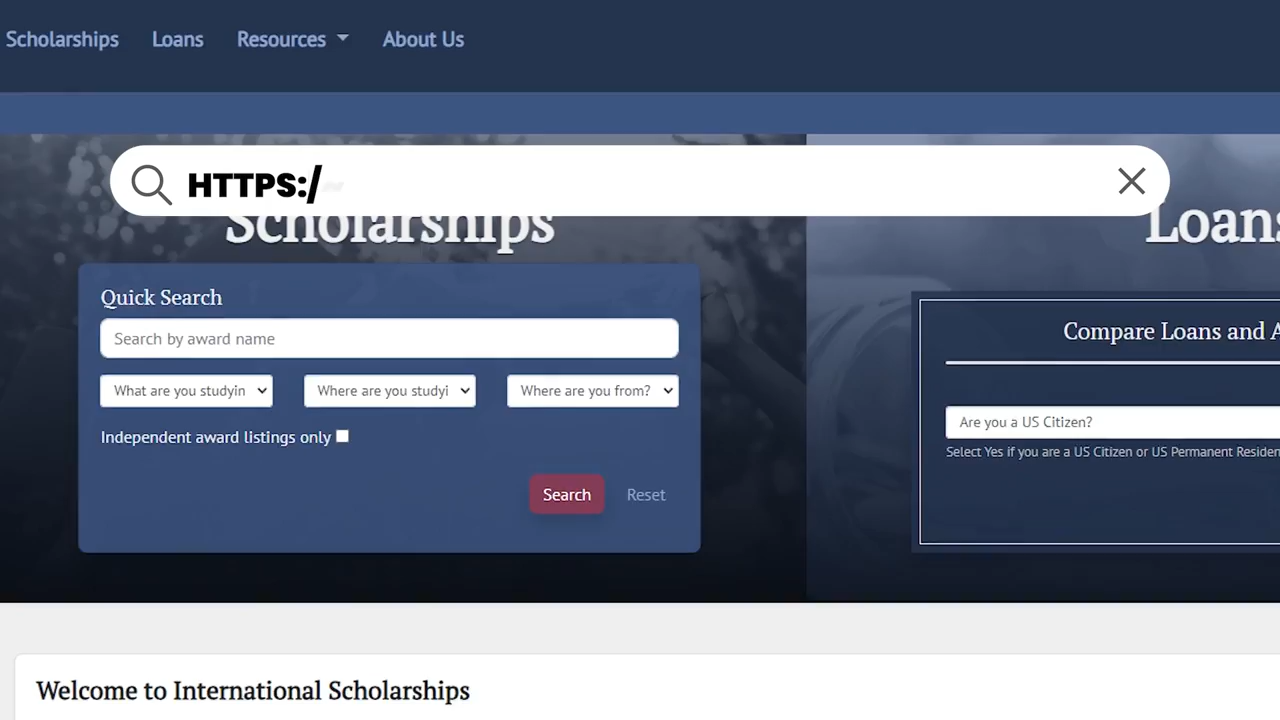 Scholarships Loans Resources About Us
HTTPS:/
Scholarships
Loans
Quick Search
Search by award name
What are you studyin Where are you studyi Where are you from?
Independent award listings only
Search Reset
Compare Loans and A
Are you a US Citizen?
Select Yes if you are a US Citizen or US Permanent Residen
Welcome to International Scholarships